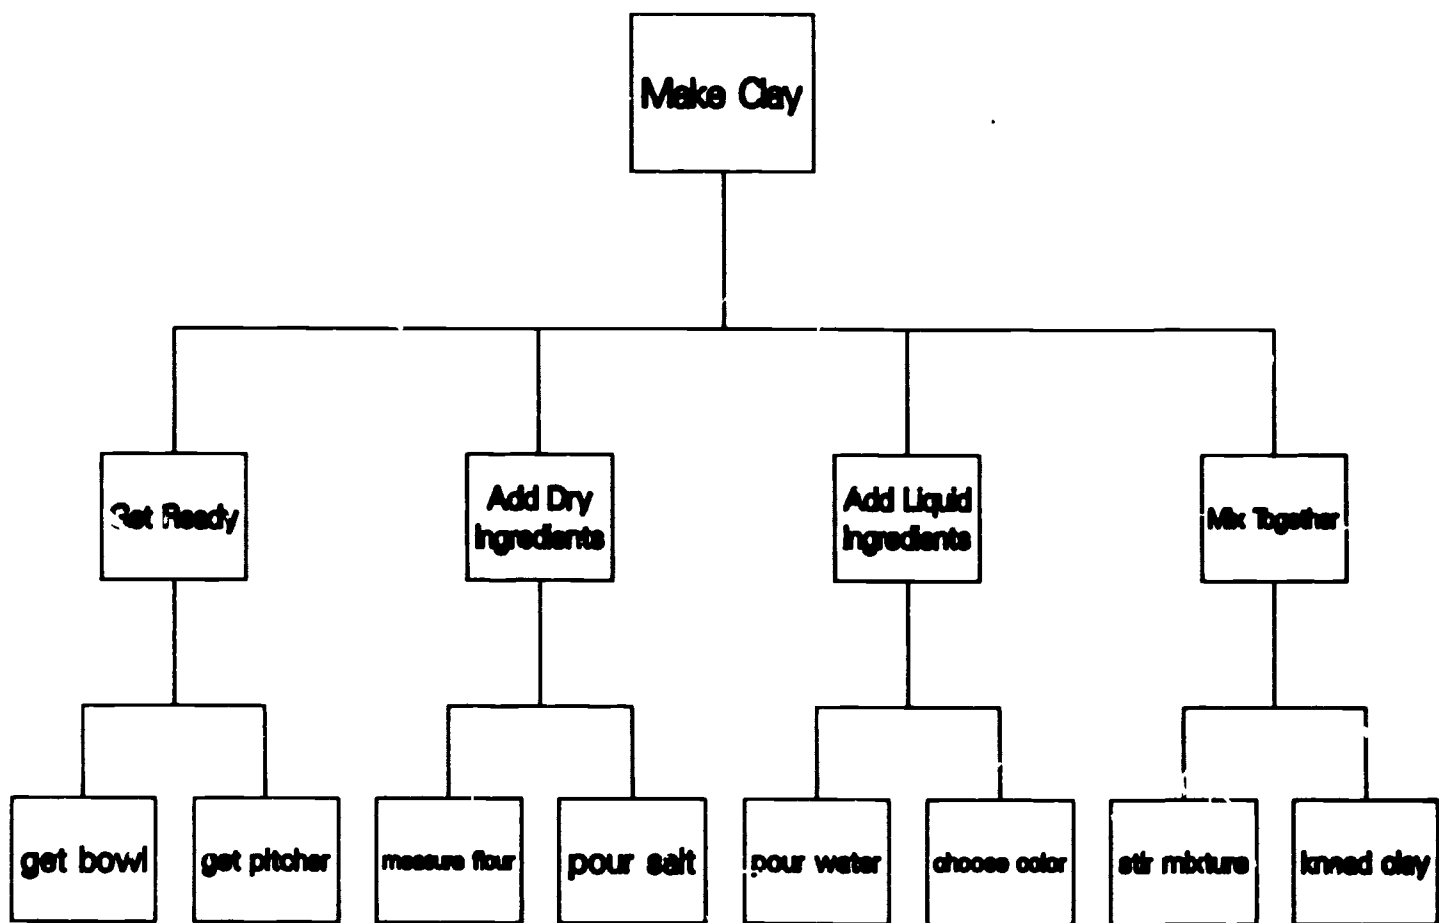 Make Clay
Get Ready
Add Dry
Ingredients
Add Liquid
Ingredients
Mix Together
get bowl
get pitcher
measure flour
pour salt
pour water
choose color
stir mixture
knead clay